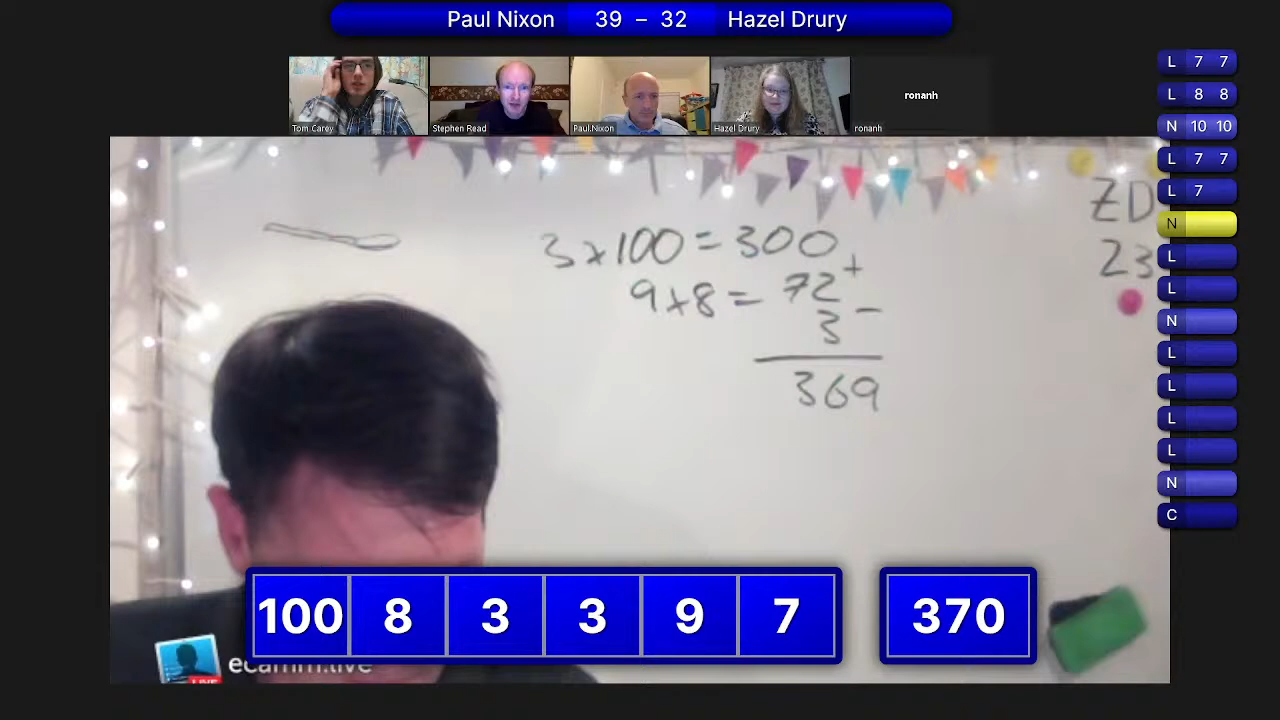 Paul Nixon 39 – 32 Hazel Drury
Tom Carey
Stephen Read
Paul.Nixon
Hazel Drury
ronanh
ronanh
L 7 7
L 8 8
N 10 10
L 7 7
L 7
N
L
L
N
L
L
L
L
N
C
3 x 100 = 300 +
9 x 8 = 72
3 –
369
ZD
23
100 8 3 3 9 7 370
ecamm.live
LIVE